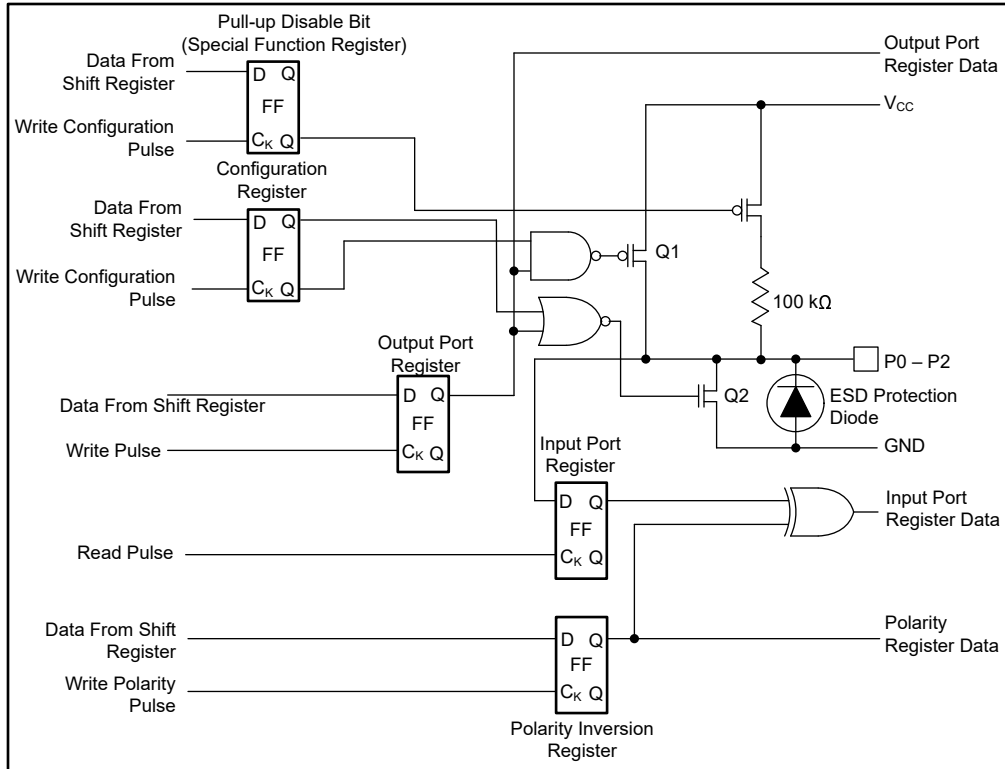 Pull-up Disable Bit
(Special Function Register)
Data From
Shift Register
Write Configuration
Pulse
D Q
FF
CK Q
Configuration
Register
Data From
Shift Register
Write Configuration
Pulse
D Q
FF
CK Q
Output Port
Register Data
VCC
Q1
100 kΩ
Output Port
Register
Data From Shift Register
Write Pulse
D Q
FF
CK Q
P0 – P2
Q2
ESD Protection
Diode
GND
Input Port
Register
D Q
FF
CK Q
Read Pulse
Input Port
Register Data
Data From Shift
Register
Write Polarity
Pulse
D Q
FF
CK Q
Polarity
Register Data
Polarity Inversion
Register